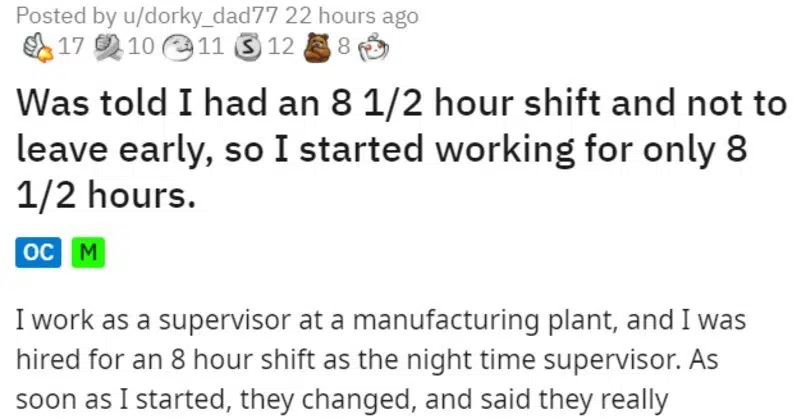 Posted by u/dorky_dad77 22 hours ago
17 10 11 S 12 8
Was told I had an 8 1/2 hour shift and not to
leave early, so I started working for only 8
1/2 hours.
OC M
I work as a supervisor at a manufacturing plant, and I was
hired for an 8 hour shift as the night time supervisor. As
soon as I started, they changed, and said they really